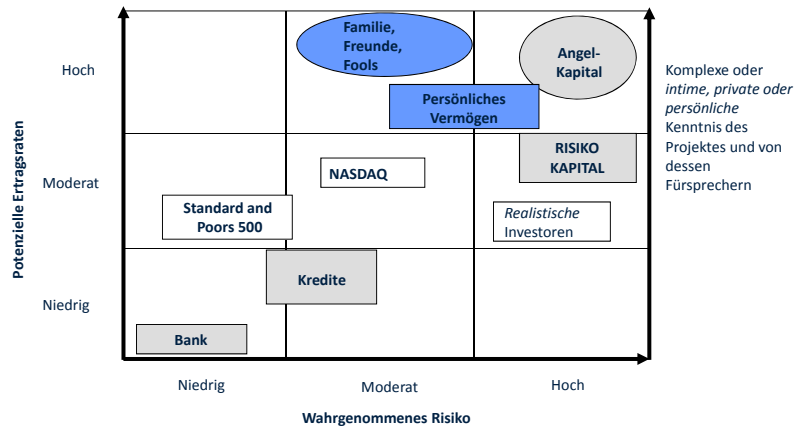 Potenzielle Ertragsraten
Hoch
Moderat
Niedrig
Familie,
Freunde,
Fools
Angel-
Kapital
Persönliches
Vermögen
RISIKO
KAPITAL
NASDAQ
Standard and
Poors 500
Realistische
Investoren
Kredite
Bank
Komplexe oder
intime, private oder
persönliche
Kenntnis des
Projektes und von
dessen
Fürsprechern
Niedrig
Moderat
Hoch
Wahrgenommenes Risiko